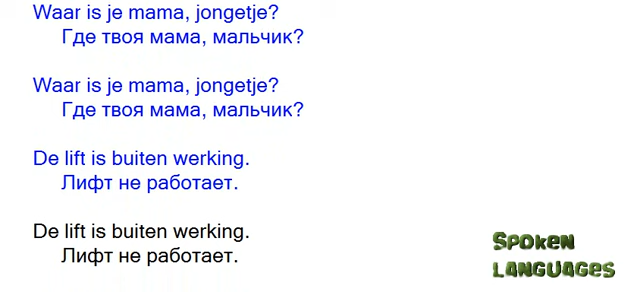 Waar is je mama, jongetje?
Где твоя мама, мальчик?
Waar is je mama, jongetje?
Где твоя мама, мальчик?
De lift is buiten werking.
Лифт не работает.
De lift is buiten werking.
Лифт не работает.
SPOKEN
LANGUAGES